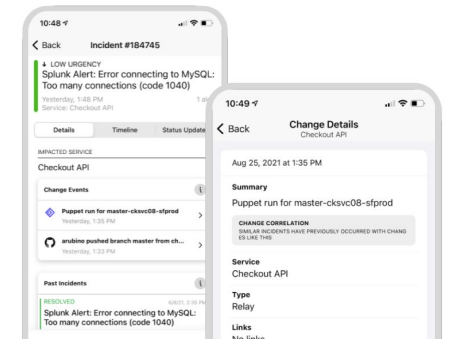 10:48
Back
Incident #184745
LOW URGENCY
Splunk Alert: Error connecting to MySQL:
Too many connections (code 1040)
Yesterday, 1:48 PM
1 al
Service: Checkout API
Details
Timeline
Status Update
IMPACTED SERVICE
Checkout API
Change Events
i
Puppet run for master-cksvc08-sfprod
Yesterday, 1:35 PM
arubino pushed branch master from ch...
Yesterday, 1:23 PM
Past Incidents
i
RESOLVED
Splunk Alert: Error connecting to MySQL:
Too many connections (code 1040)
10:49
Back
Change Details
Checkout API
Aug 25, 2021 at 1:35 PM
Summary
Puppet run for master-cksvc08-sfprod
CHANGE CORRELATION
SIMILAR INCIDENTS HAVE PREVIOUSLY OCCURRED WITH CHANG
ES LIKE THIS
Service
Checkout API
Type
Relay
Links
No links